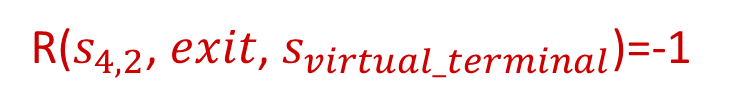 R(s4,2, exit, svirtual_terminal)=-1